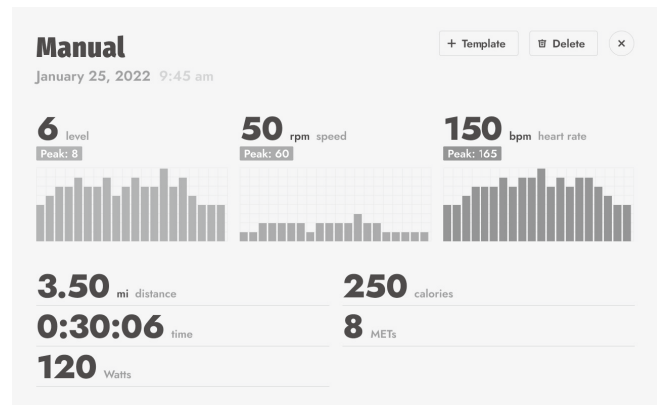 Manual
+ Template
Delete
×
January 25, 2022 9:45 am
6 level
Peak: 8
50 rpm speed
Peak: 60
150 bpm heart rate
Peak: 165
3.50 mi distance
250 calories
0:30:06 time
8 METs
120 Watts